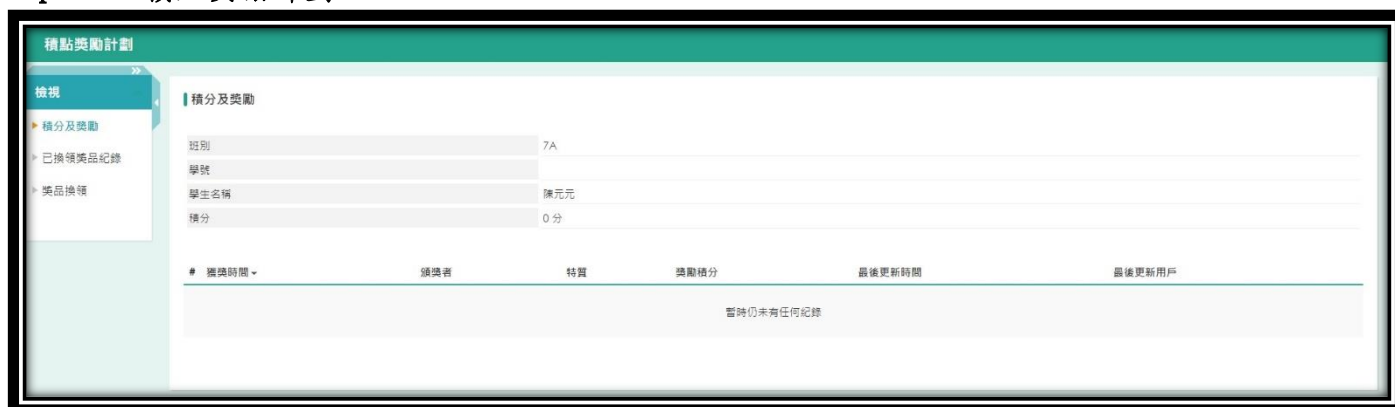 積點獎勵計劃
檢視
積分及獎勵
已換領獎品紀錄
獎品換領
積分及獎勵
班別 7A
學號
學生名稱 陳元元
積分 0 分
# 獲獎時間 頒獎者 特質 獎勵積分 最後更新時間 最後更新用戶
暫時仍未有任何紀錄